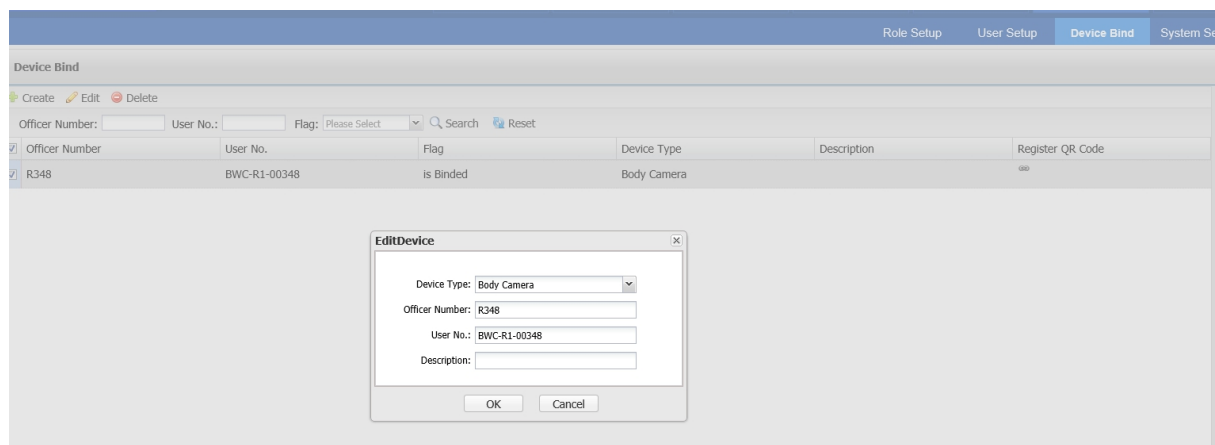 Role Setup User Setup Device Bind System Se
Device Bind
Create Edit Delete
Officer Number: User No.: Flag: Please Select Search Reset
Officer Number User No. Flag Device Type Description Register QR Code
R348 BWC-R1-00348 is Binded Body Camera
EditDevice
Device Type: Body Camera
Officer Number: R348
User No.: BWC-R1-00348
Description:
OK Cancel